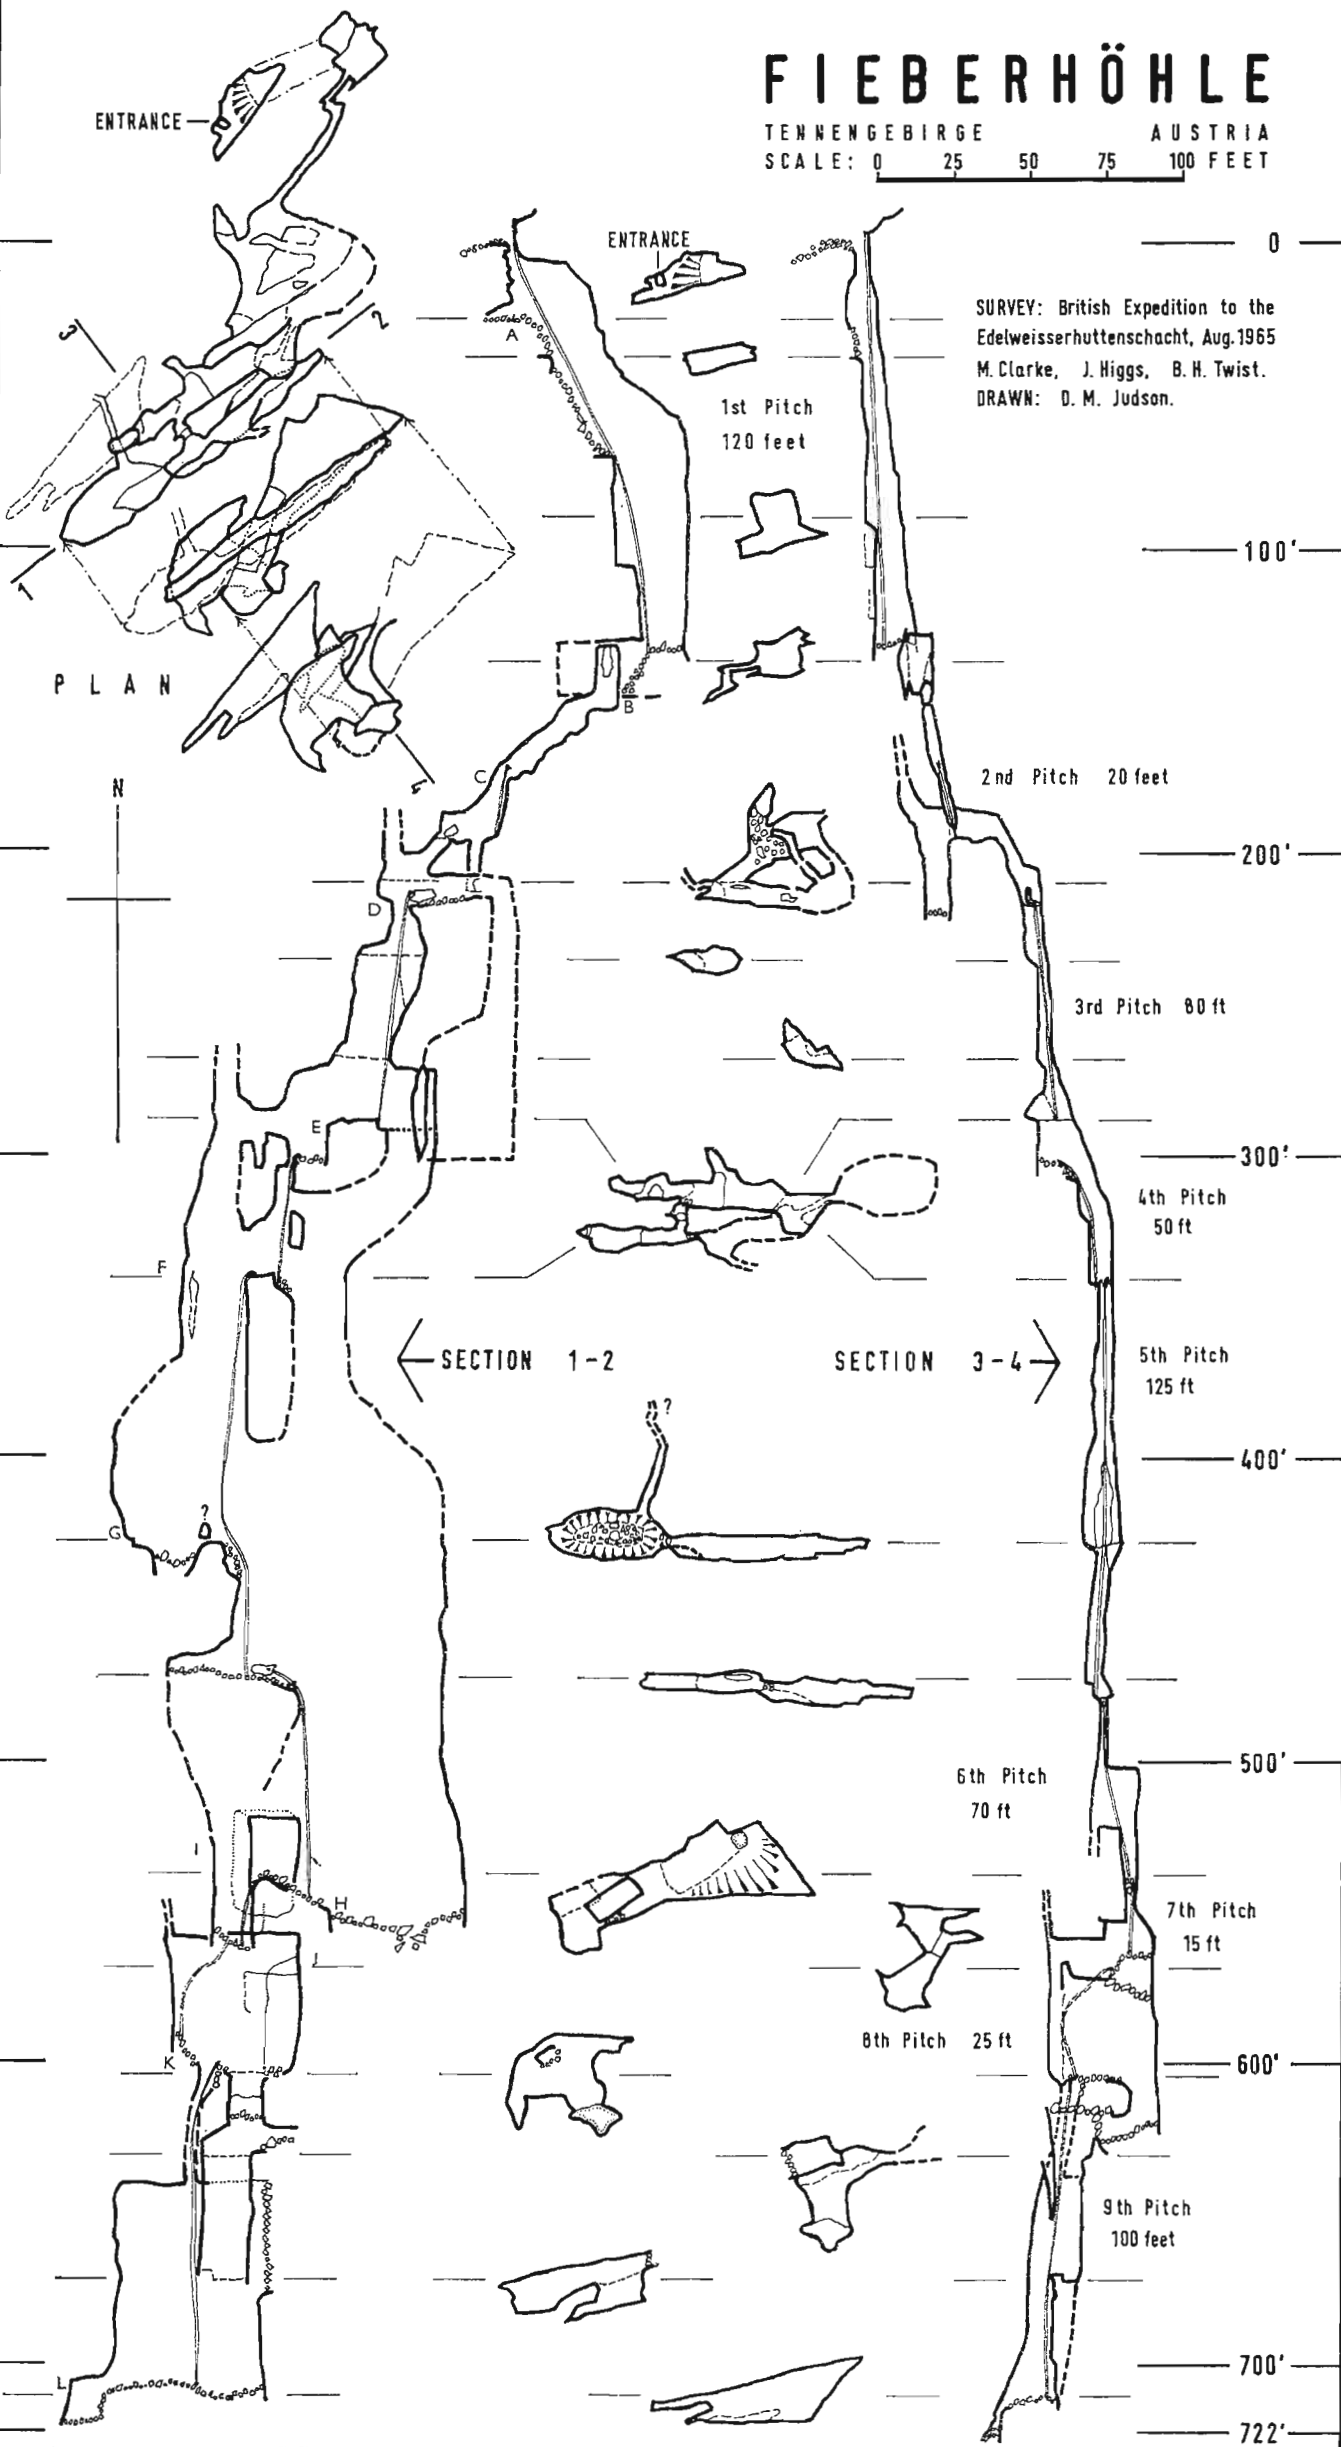 FIEBERHÖHLE
TENNENGEBIRGE AUSTRIA
SCALE: 0 25 50 75 100 FEET
ENTRANCE
ENTRANCE
0
SURVEY: British Expedition to the
Edelweisserhuttenschacht, Aug. 1965
M. Clarke, J. Higgs, B. H. Twist.
DRAWN: D. M. Judson.
A
2
3
1st Pitch
120 feet
100'
1
PLAN
B
4
C
2nd Pitch 20 feet
N
200'
D
3rd Pitch 80 ft
E
300'
4th Pitch
50 ft
F
SECTION 1-2
SECTION 3-4
5th Pitch
125 ft
?
400'
?
G
500'
6th Pitch
70 ft
I
H
7th Pitch
15 ft
J
8th Pitch 25 ft
K
600'
9th Pitch
100 feet
700'
L
722'